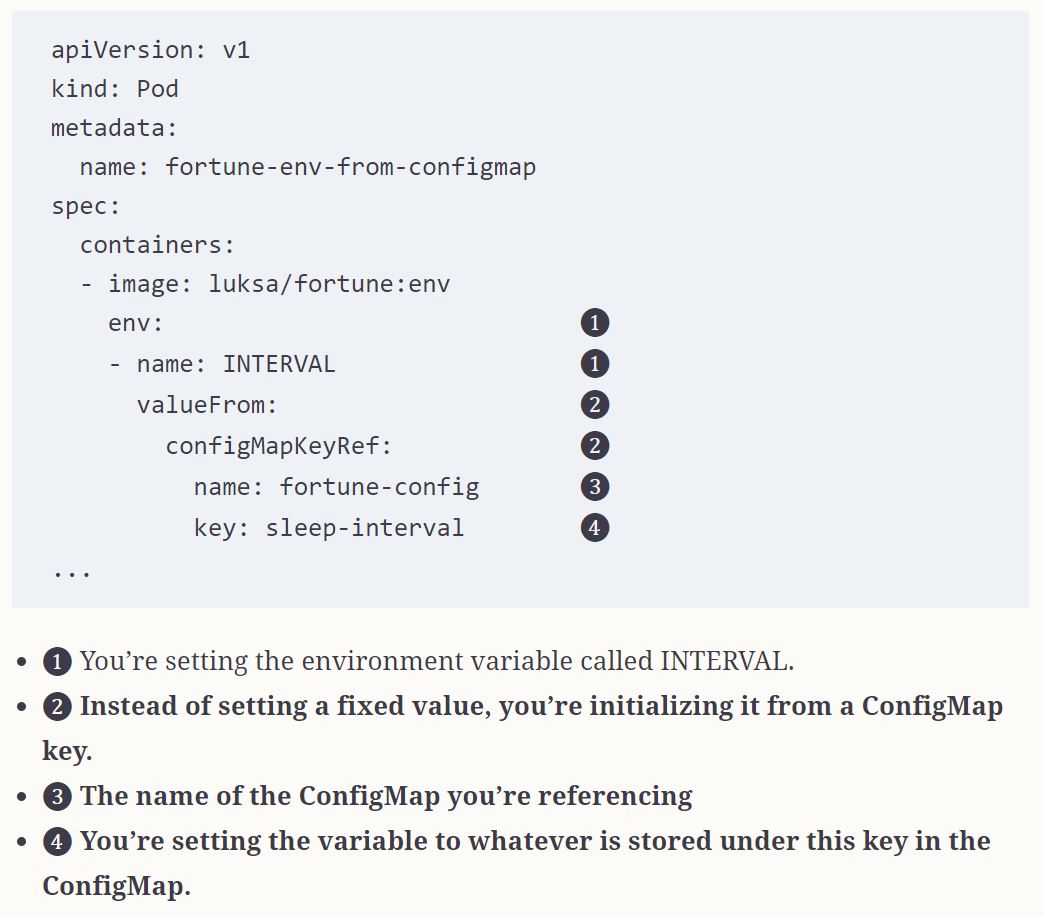 apiVersion: v1
kind: Pod
metadata:
  name: fortune-env-from-configmap
spec:
  containers:
  - image: luksa/fortune:env
    env: ❶
    - name: INTERVAL ❶
      valueFrom: ❷
        configMapKeyRef: ❷
          name: fortune-config ❸
          key: sleep-interval ❹
...
• ❶ You’re setting the environment variable called INTERVAL.
• ❷ Instead of setting a fixed value, you’re initializing it from a ConfigMap
key.
• ❸ The name of the ConfigMap you’re referencing
• ❹ You’re setting the variable to whatever is stored under this key in the
ConfigMap.